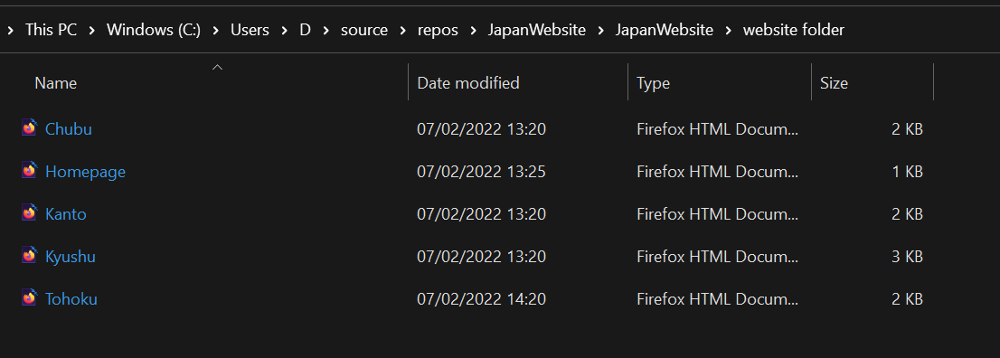 This PC > Windows (C:) > Users > D > source > repos > JapanWebsite > JapanWebsite > website folder
Name Date modified Type Size
Chubu 07/02/2022 13:20 Firefox HTML Docum... 2 KB
Homepage 07/02/2022 13:25 Firefox HTML Docum... 1 KB
Kanto 07/02/2022 13:20 Firefox HTML Docum... 2 KB
Kyushu 07/02/2022 13:20 Firefox HTML Docum... 3 KB
Tohoku 07/02/2022 14:20 Firefox HTML Docum... 2 KB